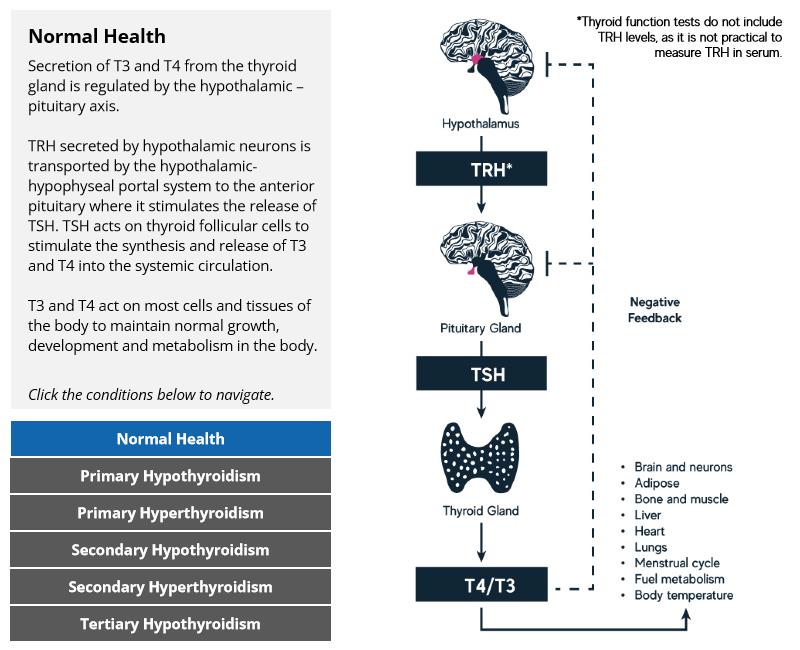 Normal Health
Secretion of T3 and T4 from the thyroid
gland is regulated by the hypothalamic –
pituitary axis.
TRH secreted by hypothalamic neurons is
transported by the hypothalamic-
hypophyseal portal system to the anterior
pituitary where it stimulates the release of
TSH. TSH acts on thyroid follicular cells to
stimulate the synthesis and release of T3
and T4 into the systemic circulation.
T3 and T4 act on most cells and tissues of
the body to maintain normal growth,
development and metabolism in the body.
Click the conditions below to navigate.
Normal Health
Primary Hypothyroidism
Primary Hyperthyroidism
Secondary Hypothyroidism
Secondary Hyperthyroidism
Tertiary Hypothyroidism
*Thyroid function tests do not include
TRH levels, as it is not practical to
measure TRH in serum.
Hypothalamus
TRH*
Pituitary Gland
TSH
Thyroid Gland
T4/T3
Negative
Feedback
• Brain and neurons
• Adipose
• Bone and muscle
• Liver
• Heart
• Lungs
• Menstrual cycle
• Fuel metabolism
• Body temperature